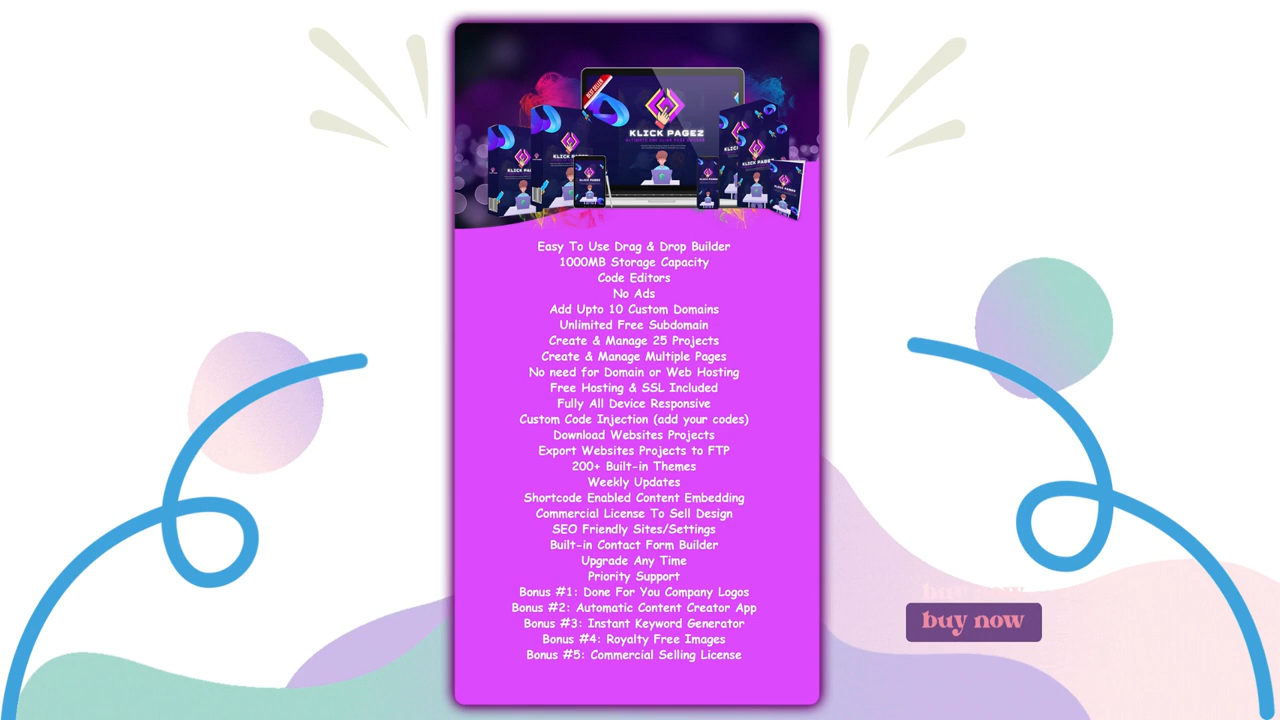 BESTSELLER
KLICK PAGEZ
KLICK PAGEZ
KLICK PAGEZ
Easy To Use Drag & Drop Builder
1000MB Storage Capacity
Code Editors
No Ads
Add Upto 10 Custom Domains
Unlimited Free Subdomain
Create & Manage 25 Projects
Create & Manage Multiple Pages
No need for Domain or Web Hosting
Free Hosting & SSL Included
Fully All Device Responsive
Custom Code Injection (add your codes)
Download Websites Projects
Export Websites Projects to FTP
200+ Built-in Themes
Weekly Updates
Shortcode Enabled Content Embedding
Commercial License To Sell Design
SEO Friendly Sites/Settings
Built-in Contact Form Builder
Upgrade Any Time
Priority Support
Bonus #1: Done For You Company Logos
Bonus #2: Automatic Content Creator App
Bonus #3: Instant Keyword Generator
Bonus #4: Royalty Free Images
Bonus #5: Commercial Selling License
buy now